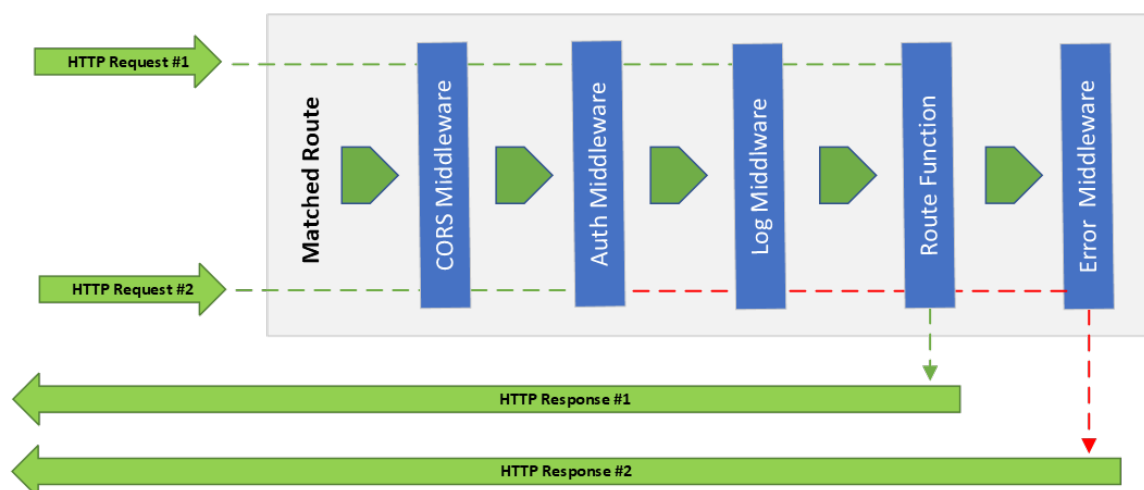 HTTP Request #1
Matched Route
CORS Middleware
Auth Middleware
Log Middlware
Route Function
Error Middleware
HTTP Request #2
HTTP Response #1
HTTP Response #2